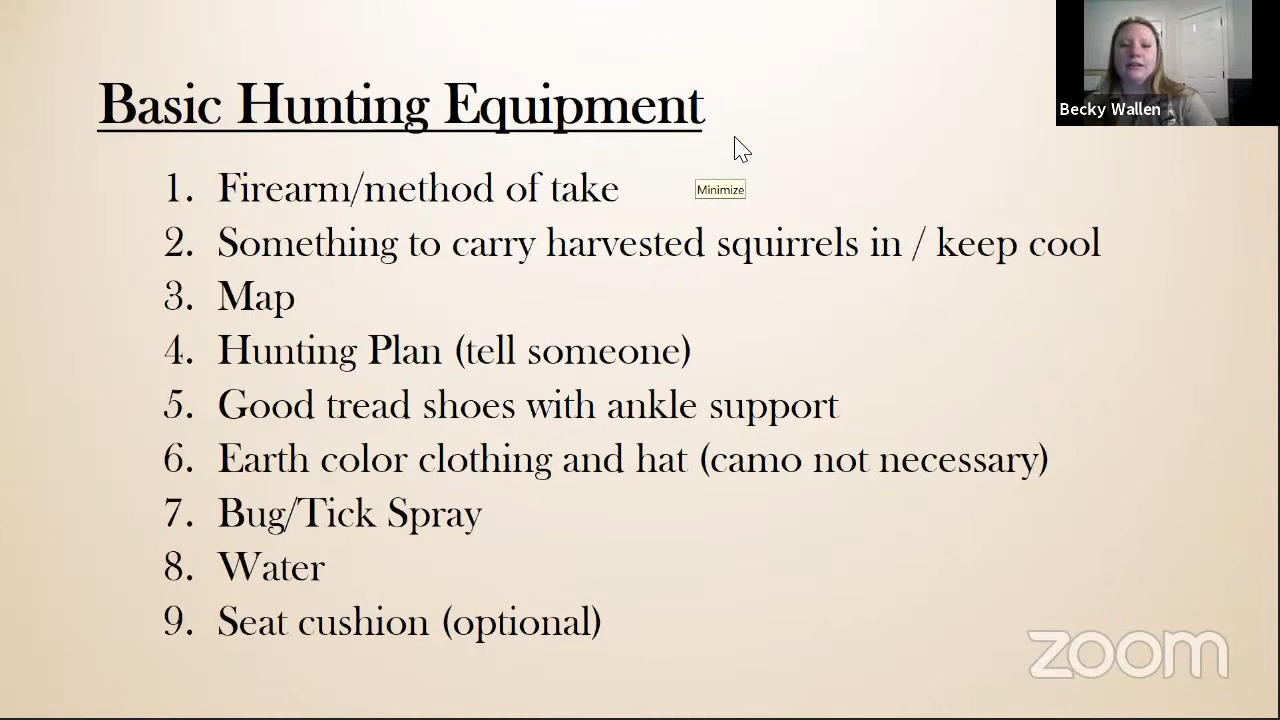 Basic Hunting Equipment
Becky Wallen
Minimize
1. Firearm/method of take
2. Something to carry harvested squirrels in / keep cool
3. Map
4. Hunting Plan (tell someone)
5. Good tread shoes with ankle support
6. Earth color clothing and hat (camo not necessary)
7. Bug/Tick Spray
8. Water
9. Seat cushion (optional)
zoom